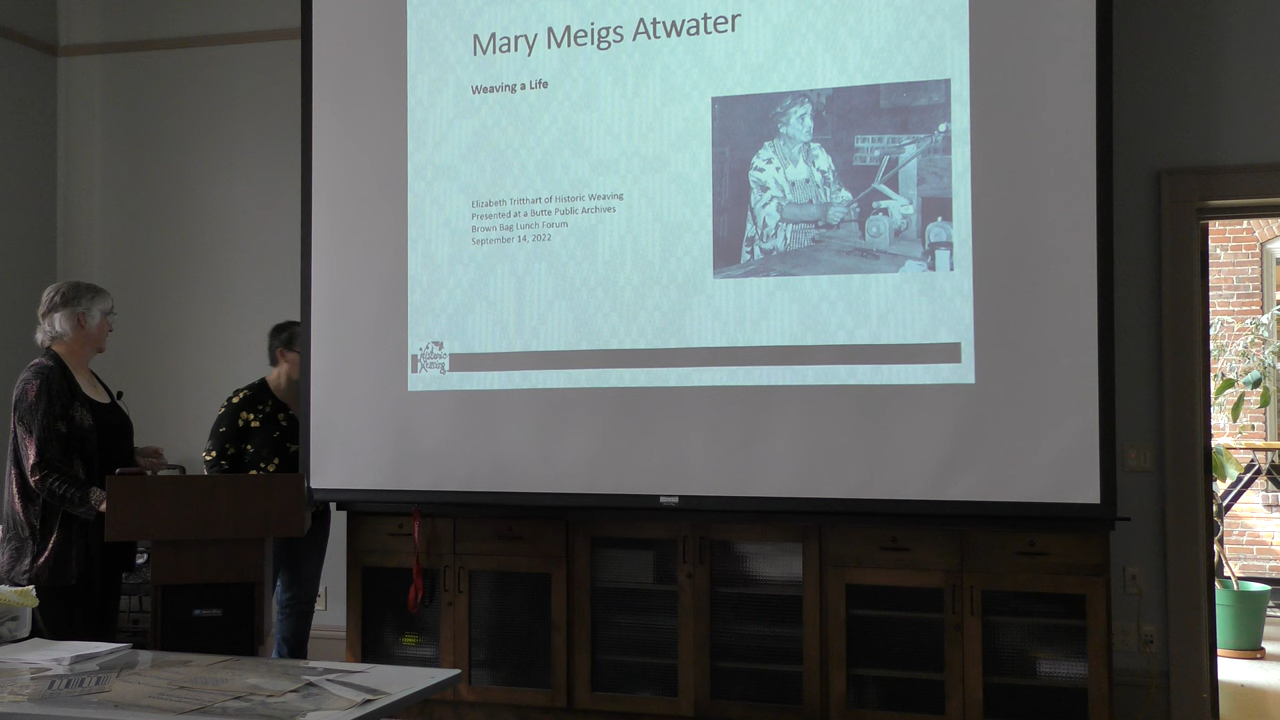 Mary Meigs Atwater
Weaving a Life
Elizabeth Tritthart of Historic Weaving
Presented at a Butte Public Archives
Brown Bag Lunch Forum
September 14, 2022
Historic
Weaving